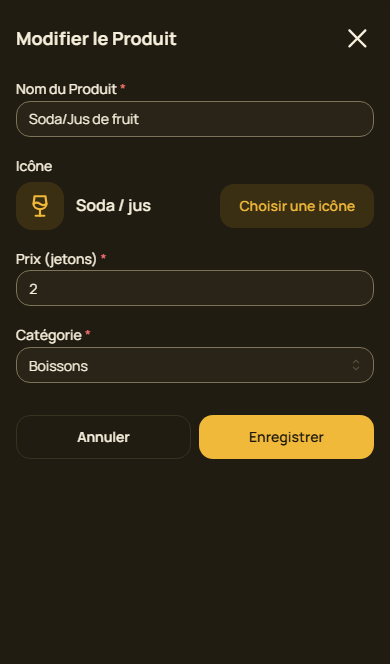 Modifier le Produit
Nom du Produit *
Soda/Jus de fruit
Icône
Soda / jus
Choisir une icône
Prix (jetons) *
2
Catégorie *
Boissons
Annuler
Enregistrer